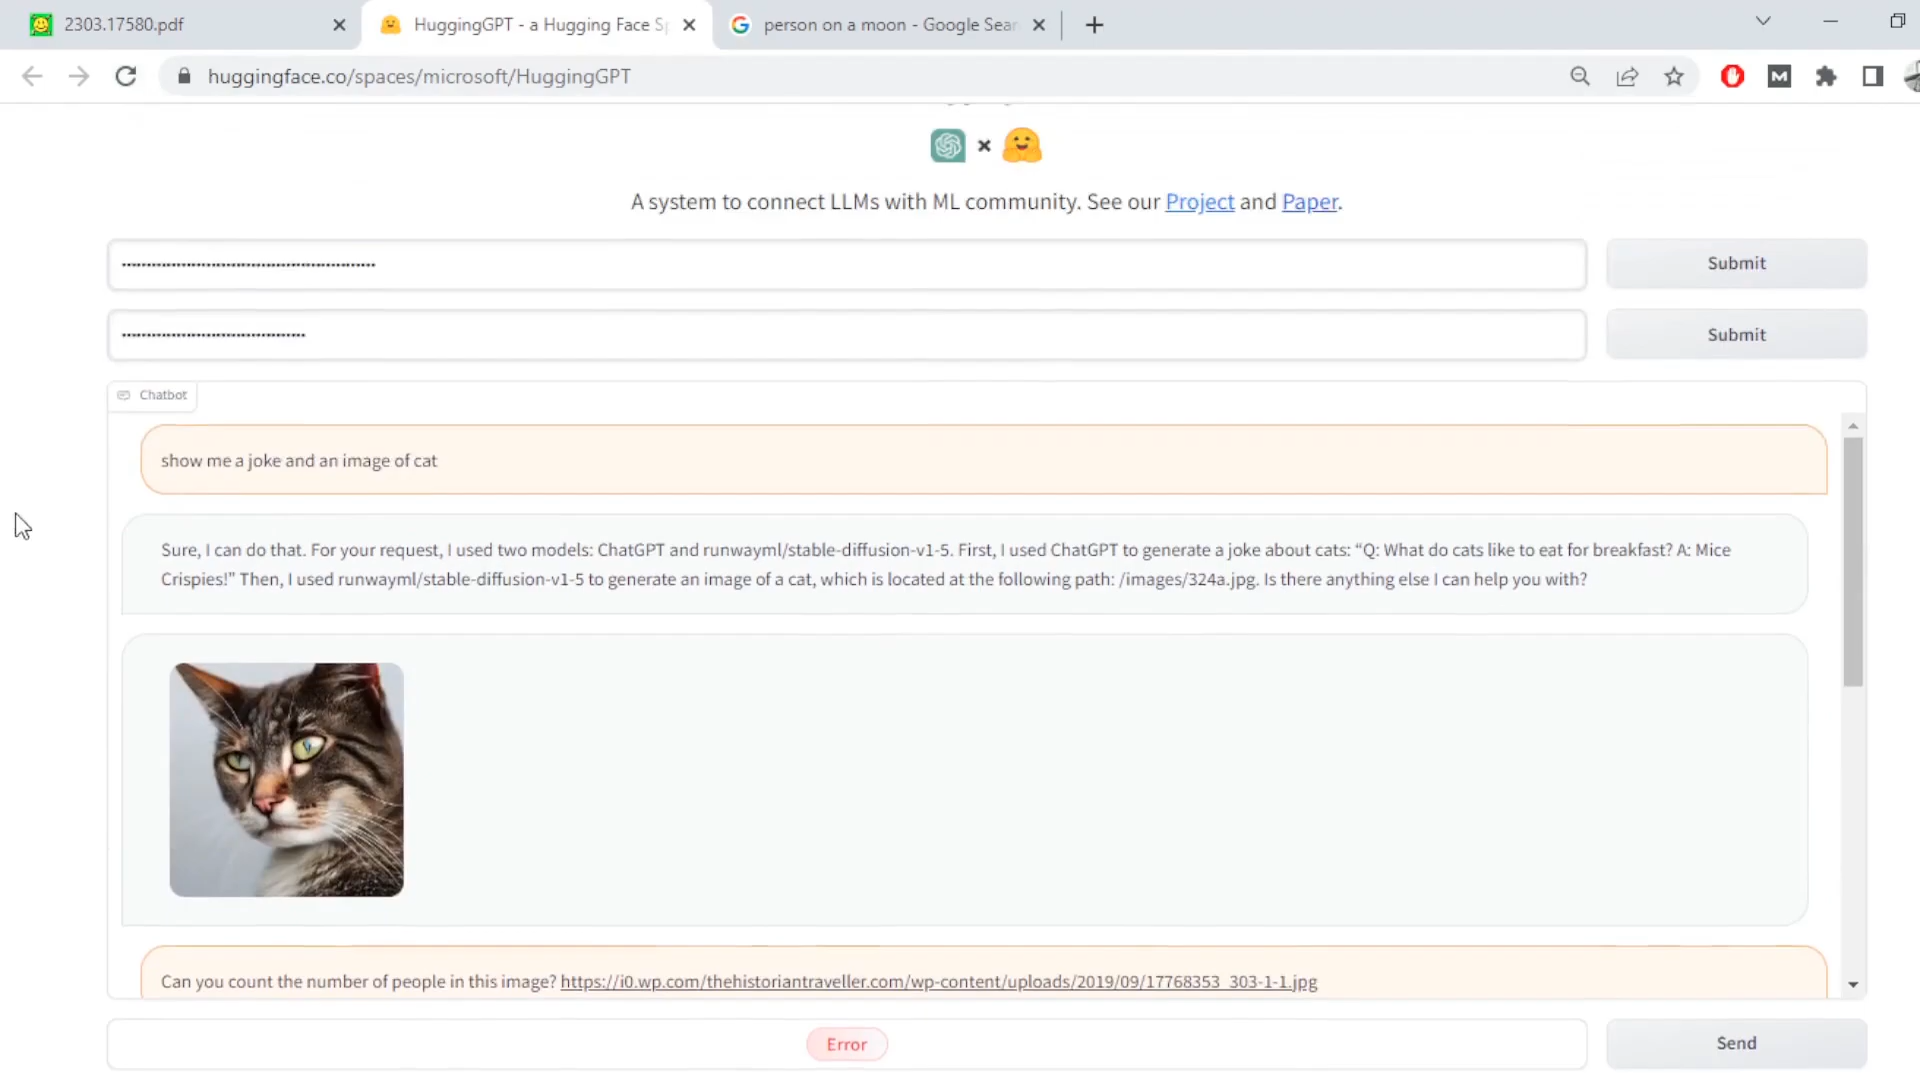 2303.17580.pdf
HuggingGPT - a Hugging Face Sp
person on a moon - Google Sear
huggingface.co/spaces/microsoft/HuggingGPT
A system to connect LLMs with ML community. See our Project and Paper.
Submit
Submit
Chatbot
show me a joke and an image of cat
Sure, I can do that. For your request, I used two models: ChatGPT and runwayml/stable-diffusion-v1-5. First, I used ChatGPT to generate a joke about cats: “Q: What do cats like to eat for breakfast? A: Mice
Crispies!” Then, I used runwayml/stable-diffusion-v1-5 to generate an image of a cat, which is located at the following path: /images/324a.jpg. Is there anything else I can help you with?
Can you count the number of people in this image? https://i0.wp.com/thehistoriantraveller.com/wp-content/uploads/2019/09/17768353_303-1-1.jpg
Error
Send